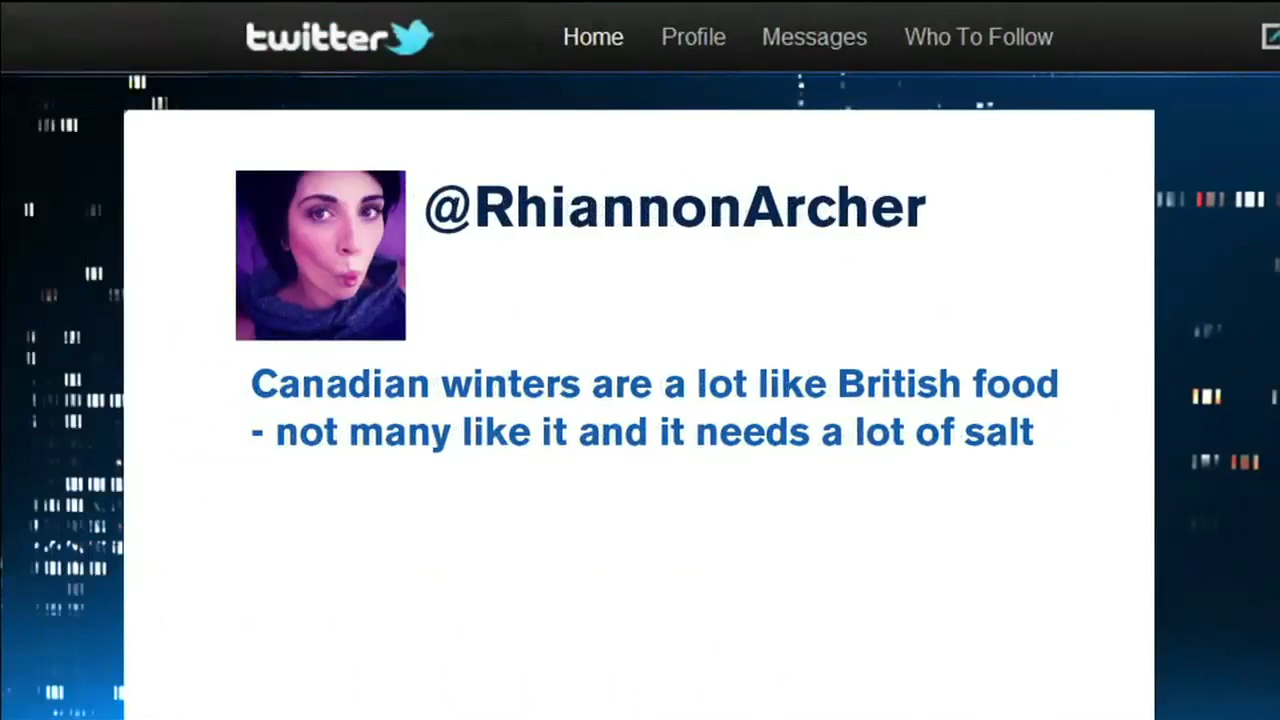 twitter Home Profile Messages Who To Follow
@RhiannonArcher
Canadian winters are a lot like British food
- not many like it and it needs a lot of salt